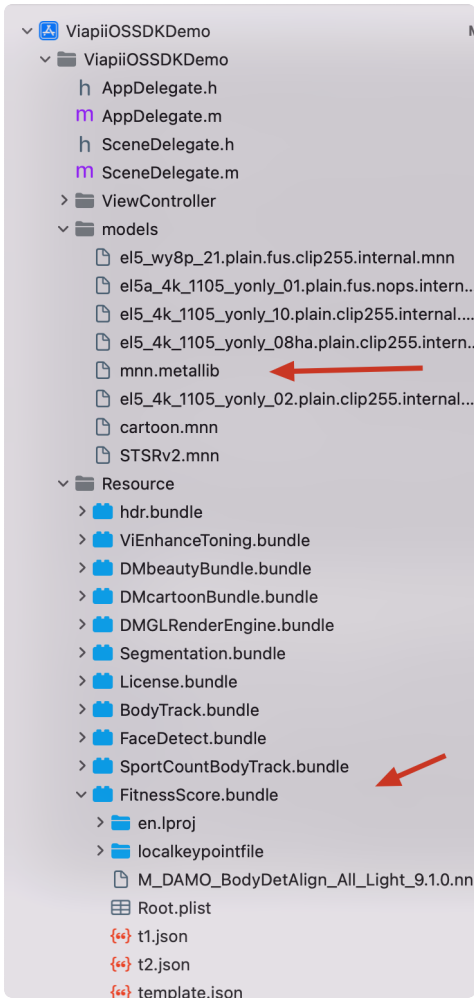 ViapiiOSSDKDemo
ViapiiOSSDKDemo
h AppDelegate.h
m AppDelegate.m
h SceneDelegate.h
m SceneDelegate.m
ViewController
models
el5_wy8p_21.plain.fus.clip255.internal.mnn
el5a_4k_1105_yonly_01.plain.fus.nops.intern...
el5_4k_1105_yonly_10.plain.clip255.internal....
el5_4k_1105_yonly_08ha.plain.clip255.intern...
mnn.metallib
el5_4k_1105_yonly_02.plain.clip255.internal....
cartoon.mnn
STSRv2.mnn
Resource
hdr.bundle
ViEnhanceToning.bundle
DMbeautyBundle.bundle
DMcartoonBundle.bundle
DMGLRenderEngine.bundle
Segmentation.bundle
License.bundle
BodyTrack.bundle
FaceDetect.bundle
SportCountBodyTrack.bundle
FitnessScore.bundle
en.lproj
localkeypointfile
M_DAMO_BodyDetAlign_All_Light_9.1.0.nn
Root.plist
t1.json
t2.json
template.json